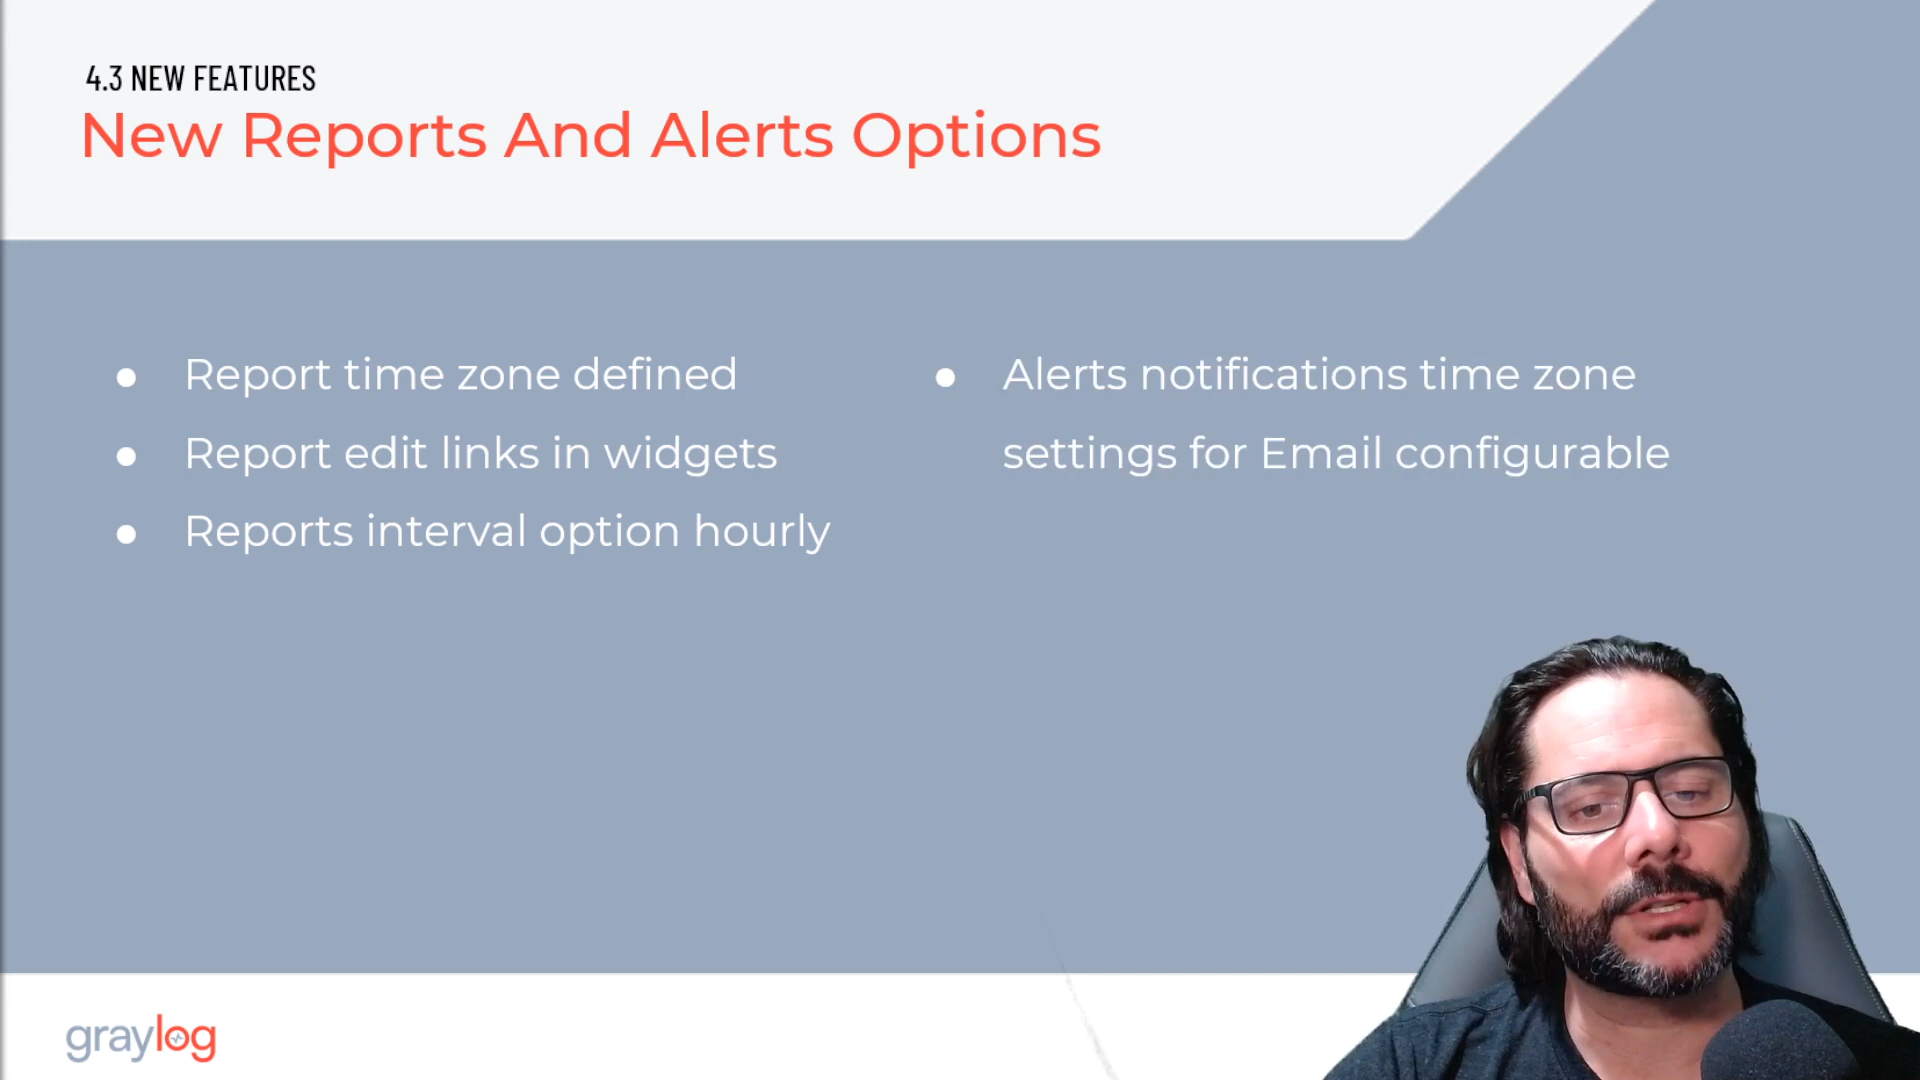 4.3 NEW FEATURES
New Reports And Alerts Options
● Report time zone defined
● Report edit links in widgets
● Reports interval option hourly
● Alerts notifications time zone
settings for Email configurable
graylog